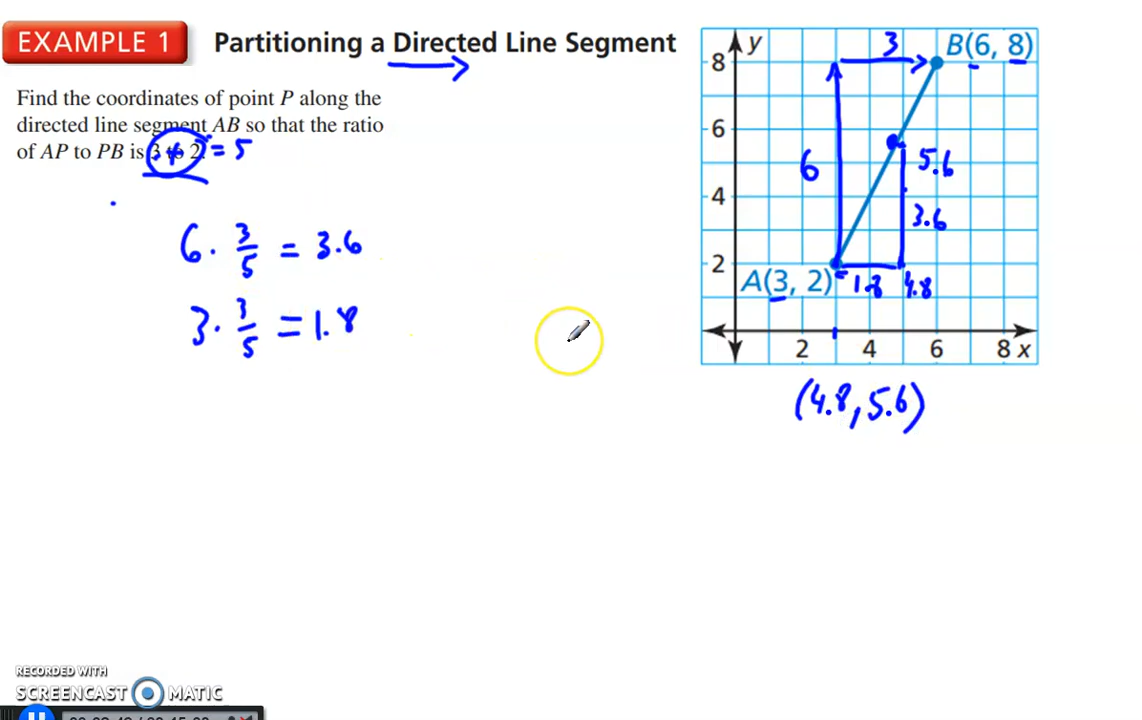 EXAMPLE 1 Partitioning a Directed Line Segment
Find the coordinates of point P along the
directed line segment AB so that the ratio
of AP to PB is 3 to 2. = 5
6 · 3/5 = 3.6
3 · 3/5 = 1.8
y
3
B(6, 8)
8
6
6
5.6
4
3.6
2
A(3, 2)
1.8
4.8
2 4 6 8 x
(4.8, 5.6)
RECORDED WITH
SCREENCAST MATIC